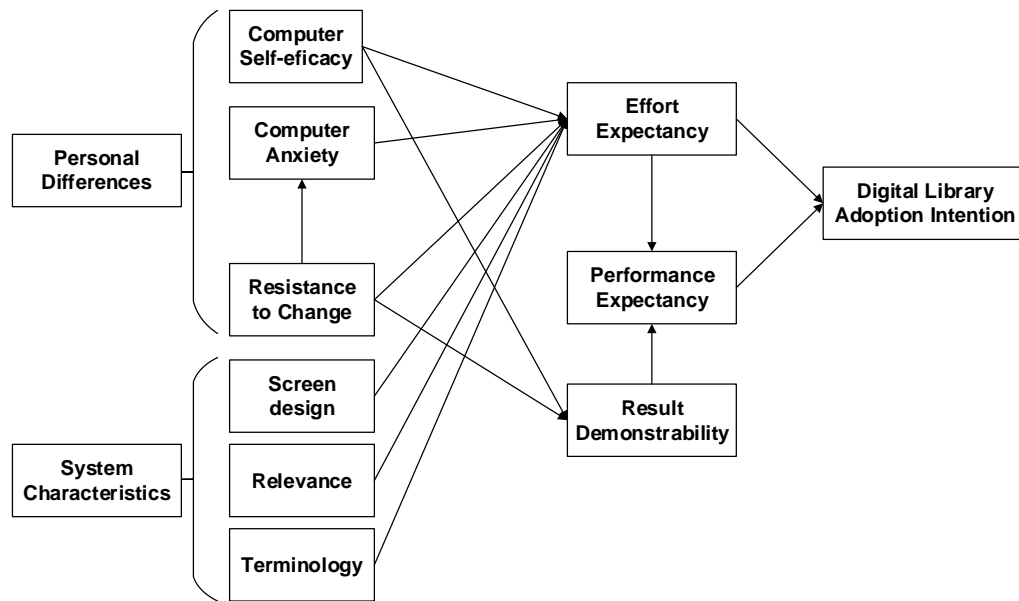 Computer
Self-eficacy
Computer
Anxiety
Personal
Differences
Resistance
to Change
Screen
design
System
Characteristics
Relevance
Terminology
Effort
Expectancy
Performance
Expectancy
Result
Demonstrability
Digital Library
Adoption Intention